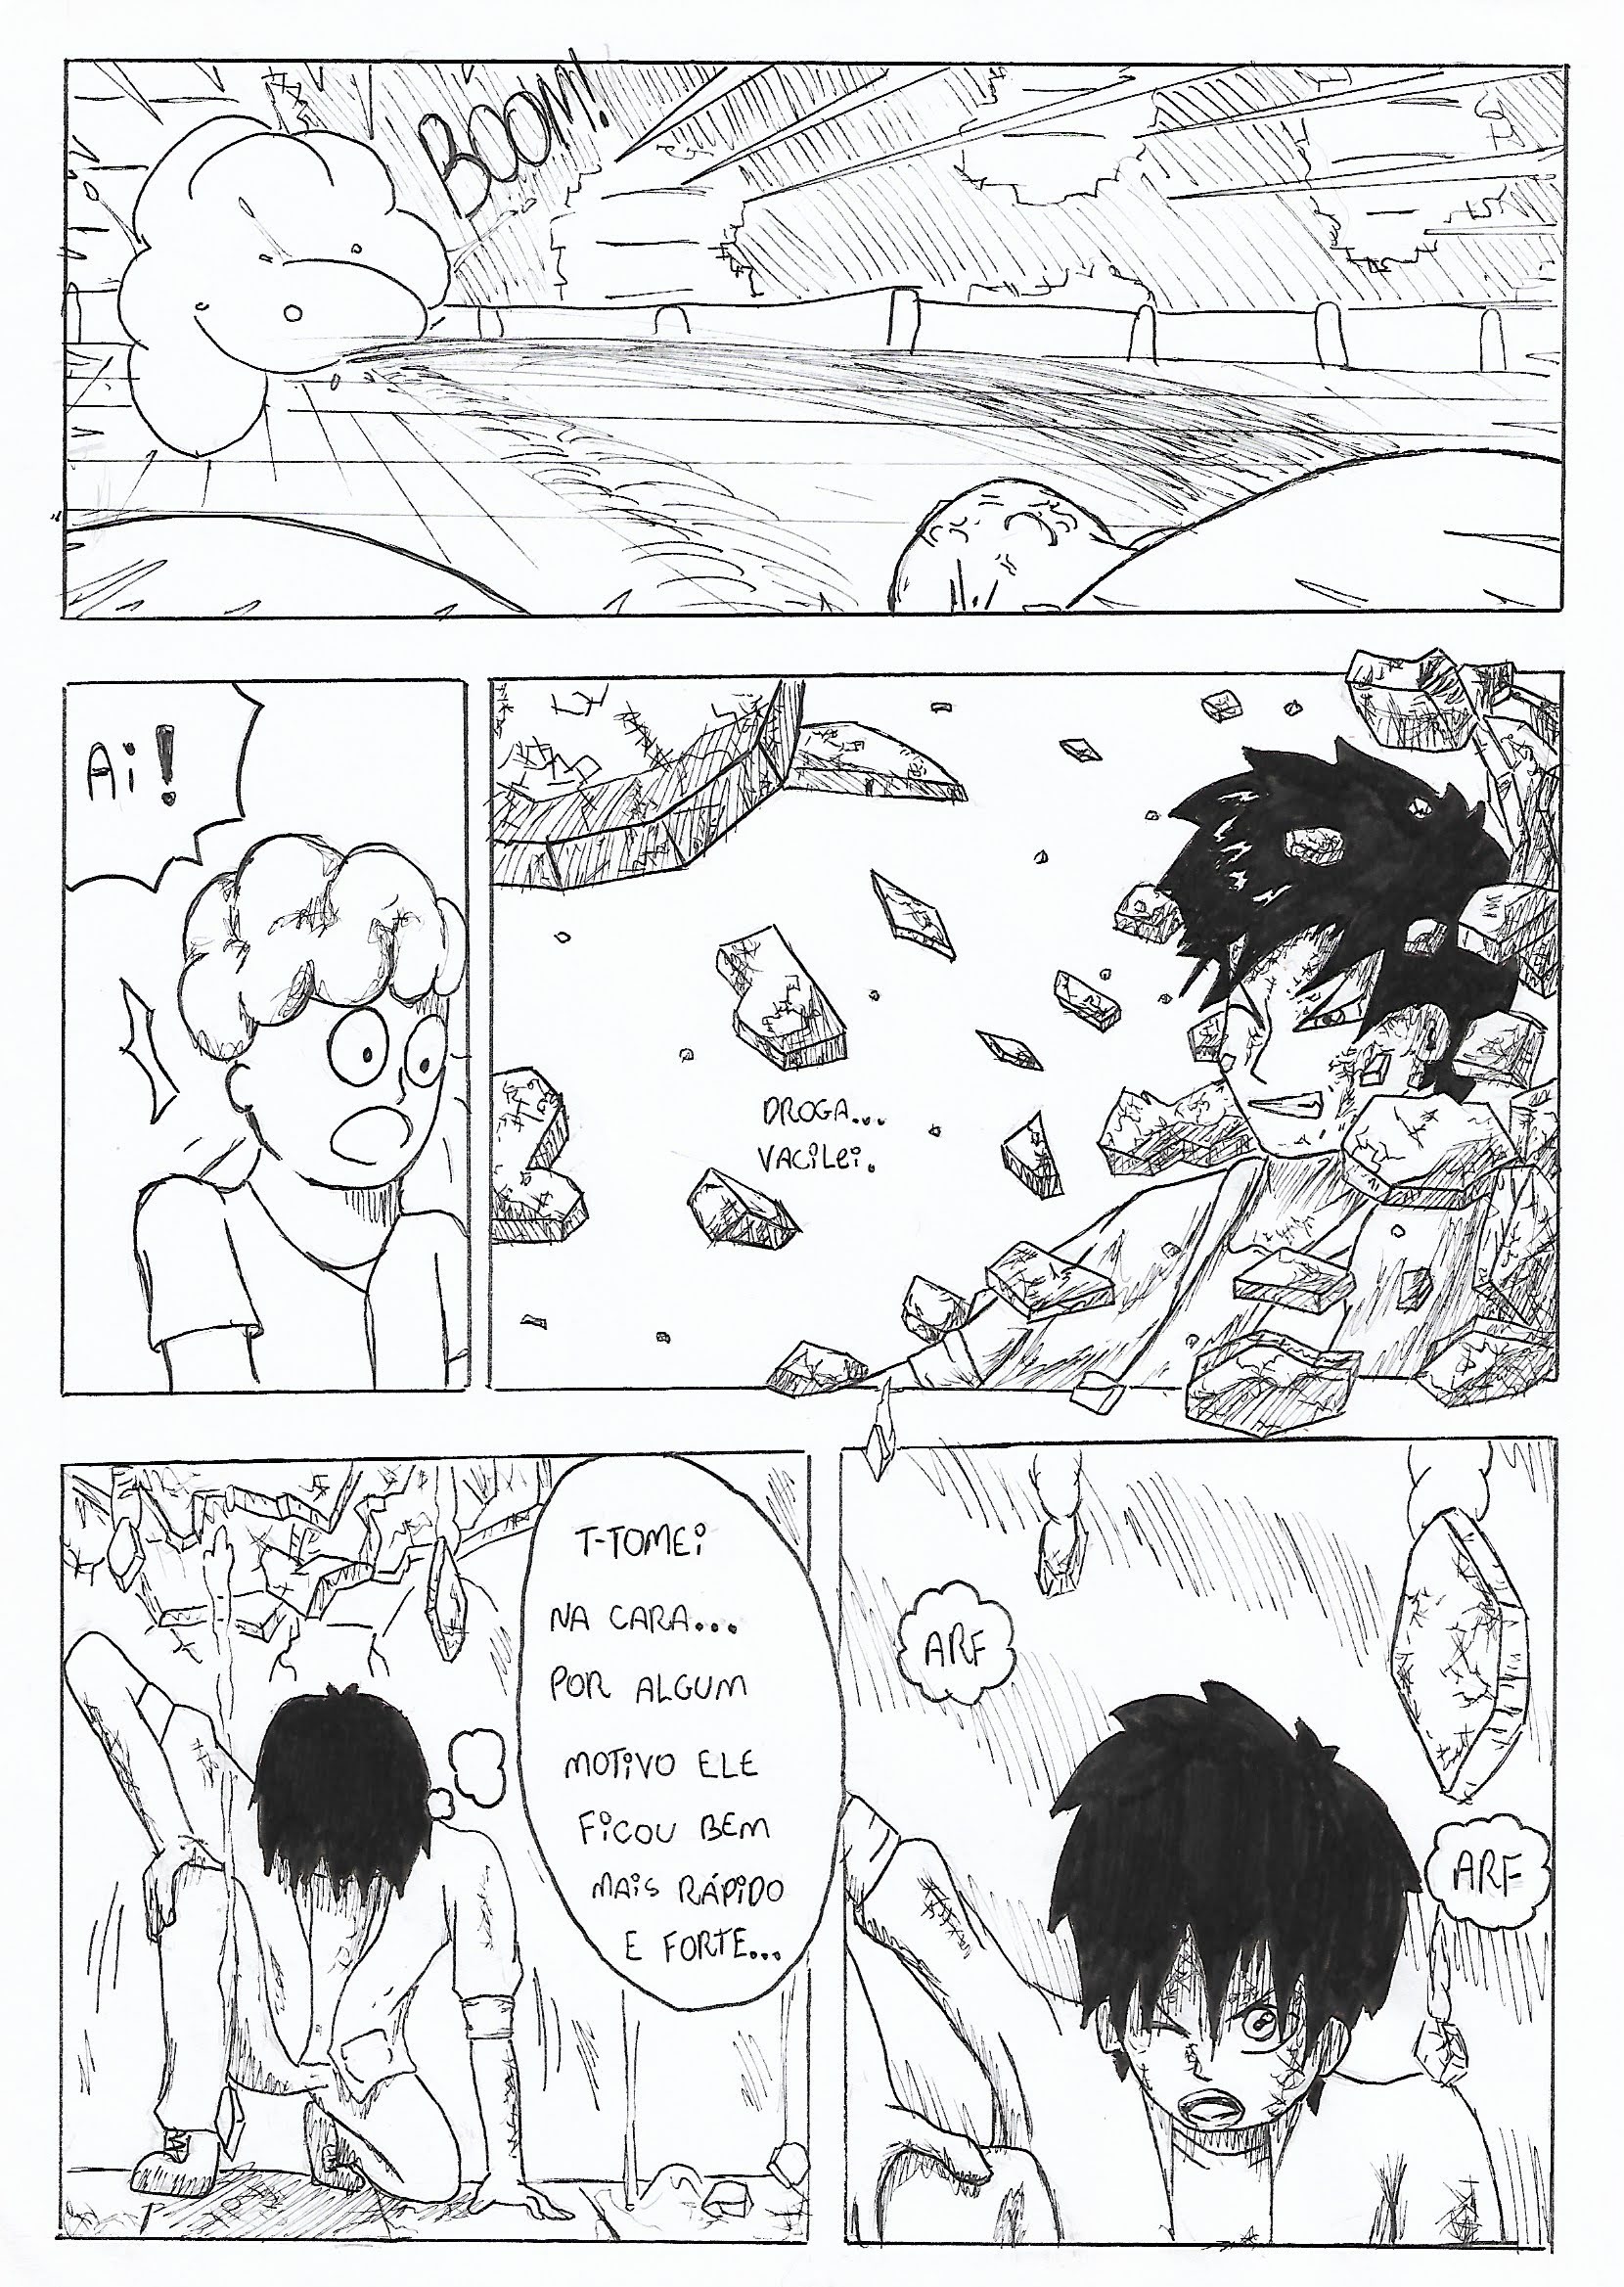 BOOM!
Ai!
DROGA...
VACILEI.
T-TOMEI
NA CARA...
POR ALGUM
MOTIVO ELE
FICOU BEM
MAIS RÁPIDO
E FORTE...
ARF
ARF